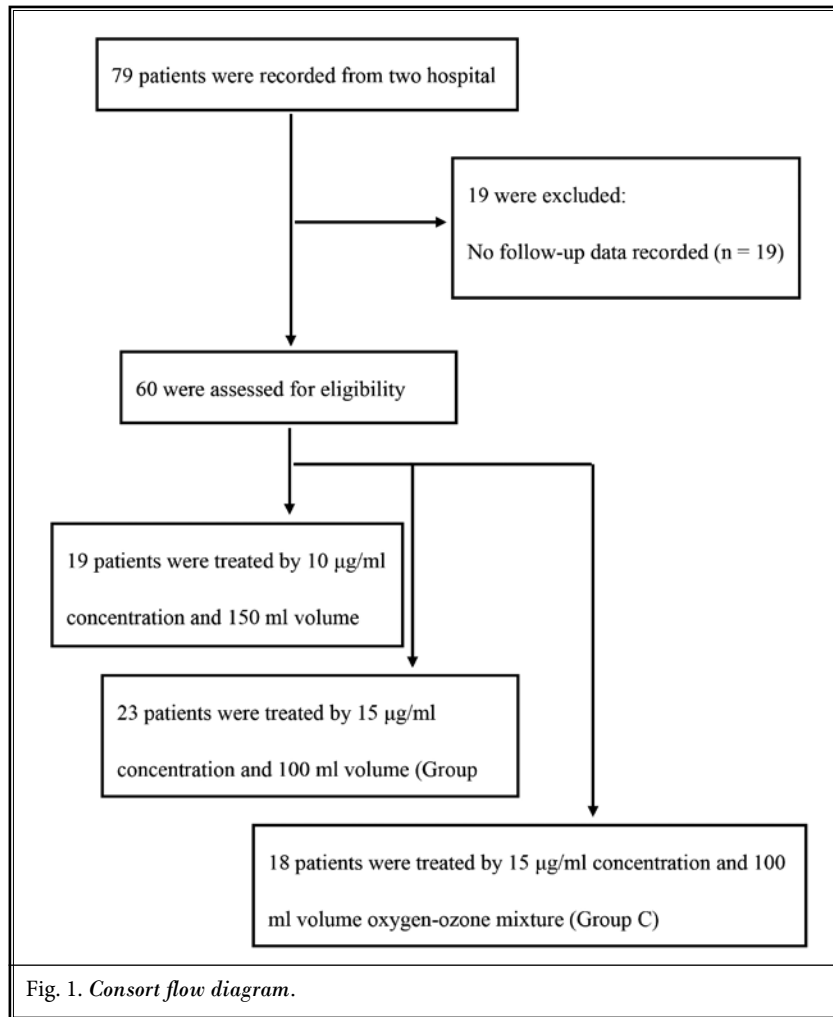 79 patients were recorded from two hospital
19 were excluded:
No follow-up data recorded (n = 19)
60 were assessed for eligibility
19 patients were treated by 10 μg/ml
concentration and 150 ml volume
23 patients were treated by 15 μg/ml
concentration and 100 ml volume (Group
18 patients were treated by 15 μg/ml concentration and 100
ml volume oxygen-ozone mixture (Group C)
Fig. 1. Consort flow diagram.